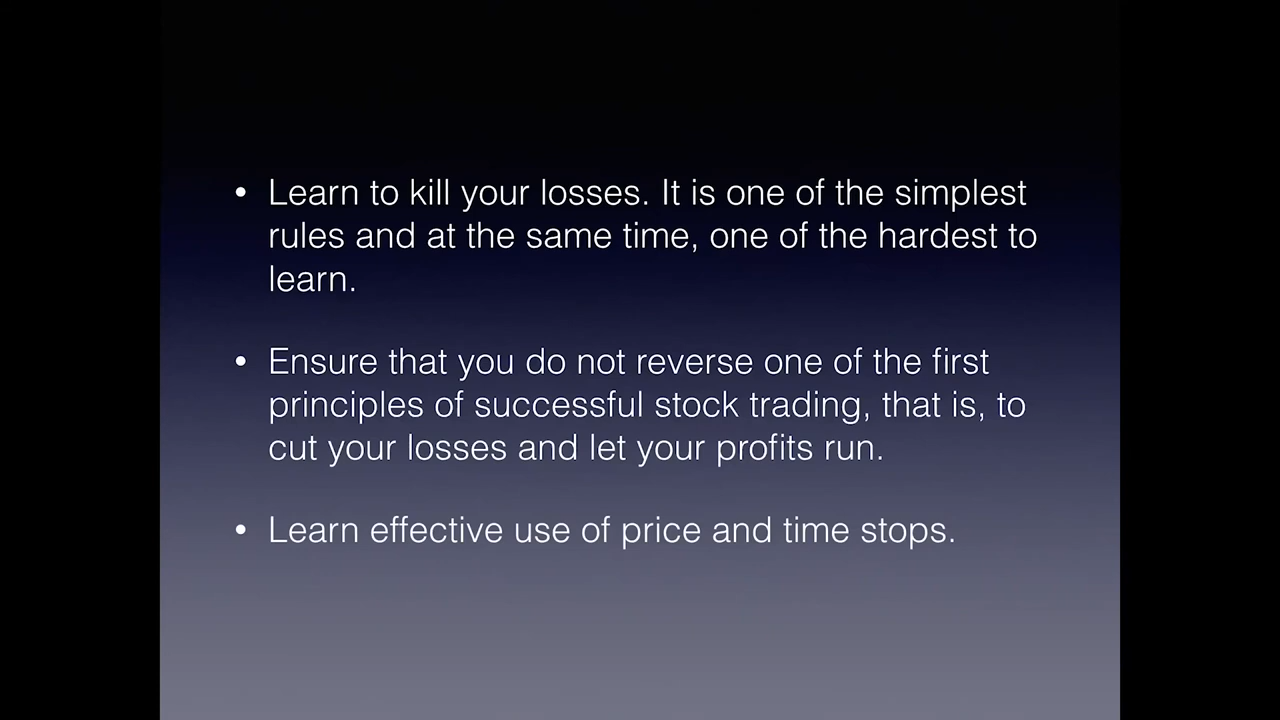 • Learn to kill your losses. It is one of the simplest
rules and at the same time, one of the hardest to
learn.
• Ensure that you do not reverse one of the first
principles of successful stock trading, that is, to
cut your losses and let your profits run.
• Learn effective use of price and time stops.